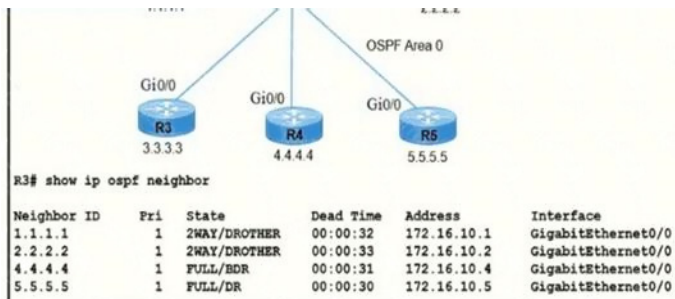 OSPF Area 0
Gi0/0
Gi0/0
Gi0/0
R3
R4
R5
3.3.3.3
4.4.4.4
5.5.5.5
R3# show ip ospf neighbor
Neighbor ID Pri State Dead Time Address Interface
1.1.1.1 1 2WAY/DROTHER 00:00:32 172.16.10.1 GigabitEthernet0/0
2.2.2.2 1 2WAY/DROTHER 00:00:33 172.16.10.2 GigabitEthernet0/0
4.4.4.4 1 FULL/BDR 00:00:31 172.16.10.4 GigabitEthernet0/0
5.5.5.5 1 FULL/DR 00:00:30 172.16.10.5 GigabitEthernet0/0